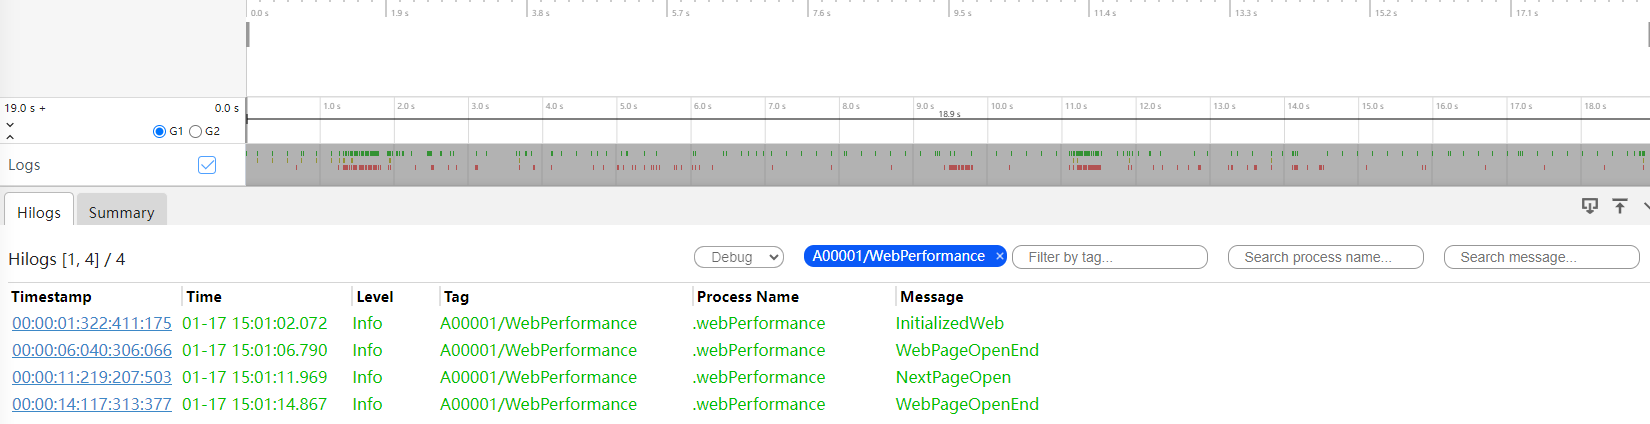 0.0 s 1.9 s 3.8 s 5.7 s 7.6 s 9.5 s 11.4 s 13.3 s 15.2 s 17.1 s
19.0 s + 0.0 s 1.0 s 2.0 s 3.0 s 4.0 s 5.0 s 6.0 s 7.0 s 8.0 s 9.0 s 10.0 s 11.0 s 12.0 s 13.0 s 14.0 s 15.0 s 16.0 s 17.0 s 18.0 s
18.9 s
G1 G2
Logs
Hilogs Summary
Hilogs [1, 4] / 4 Debug A00001/WebPerformance × Filter by tag... Search process name... Search message...
Timestamp Time Level Tag Process Name Message
00:00:01:322:411:175 01-17 15:01:02.072 Info A00001/WebPerformance .webPerformance InitializedWeb
00:00:06:040:306:066 01-17 15:01:06.790 Info A00001/WebPerformance .webPerformance WebPageOpenEnd
00:00:11:219:207:503 01-17 15:01:11.969 Info A00001/WebPerformance .webPerformance NextPageOpen
00:00:14:117:313:377 01-17 15:01:14.867 Info A00001/WebPerformance .webPerformance WebPageOpenEnd